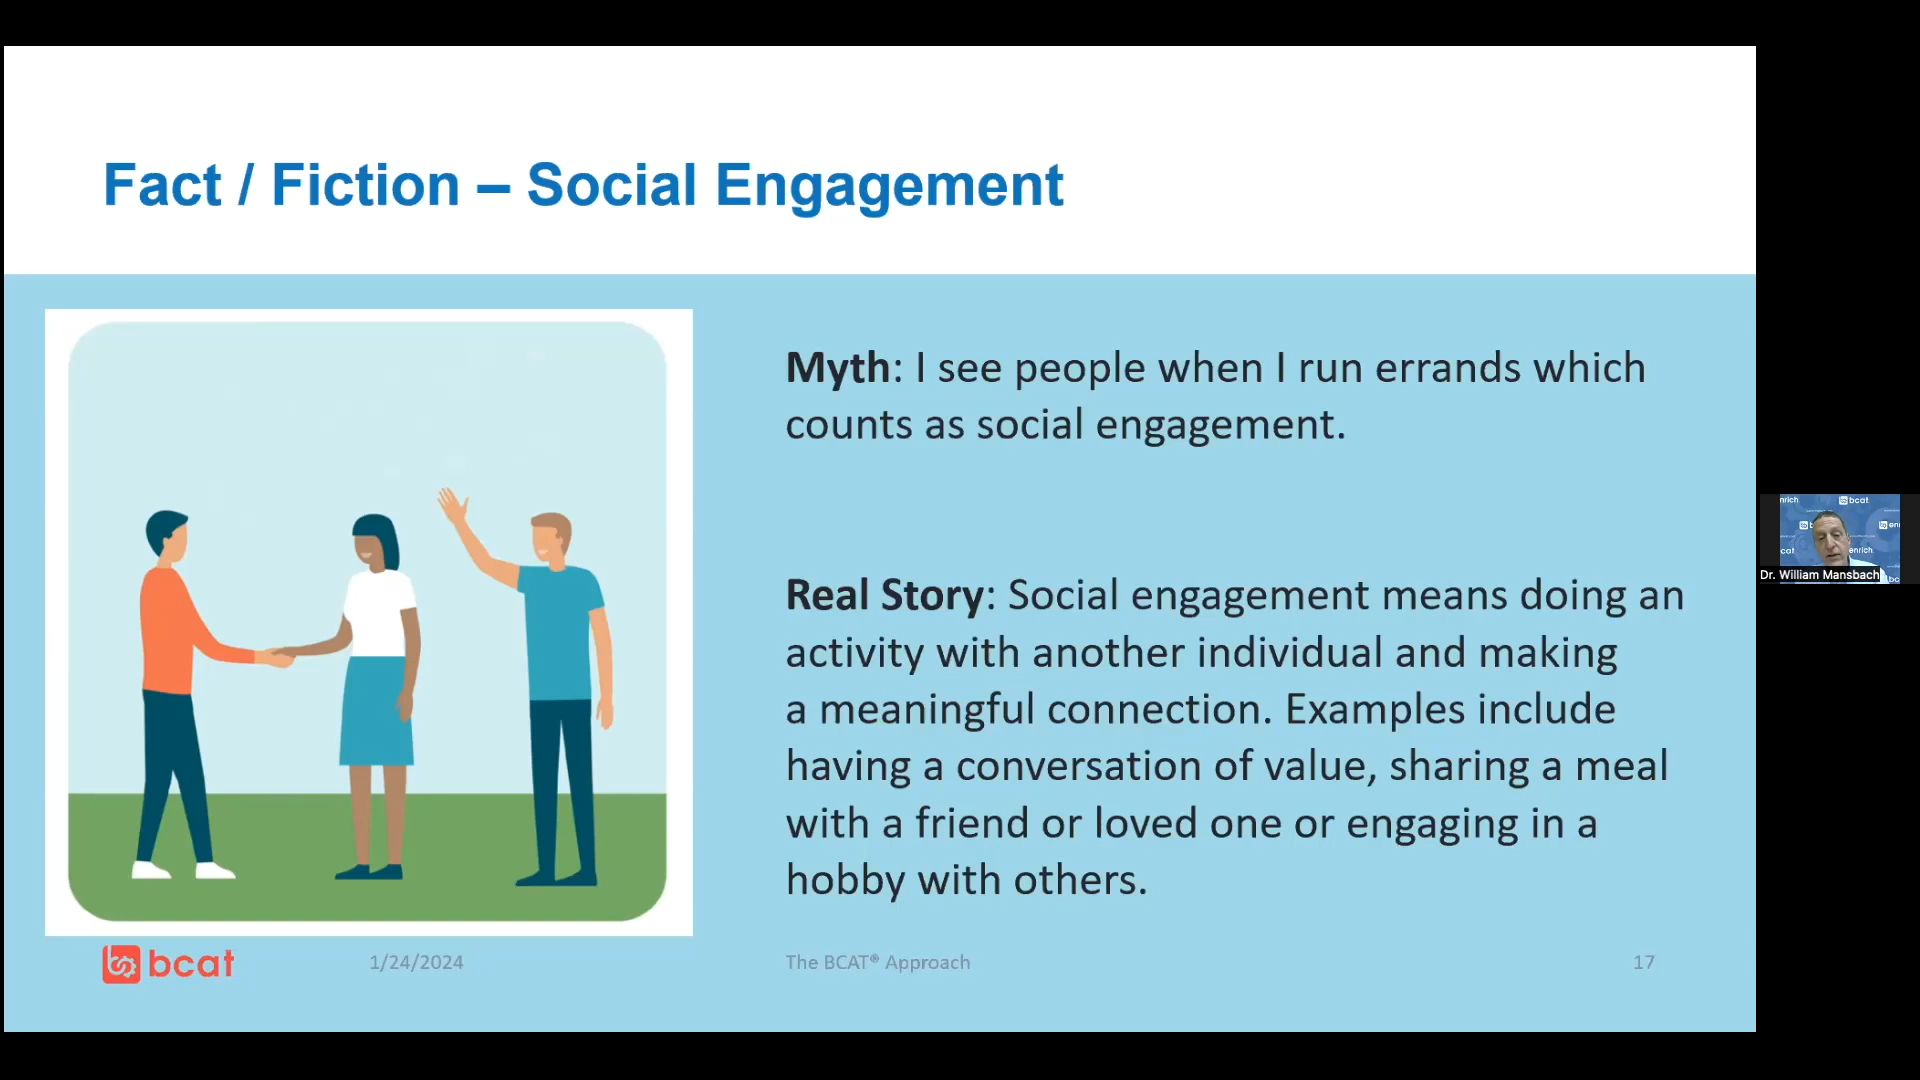 Fact / Fiction – Social Engagement
Myth: I see people when I run errands which
counts as social engagement.
Real Story: Social engagement means doing an
activity with another individual and making
a meaningful connection. Examples include
having a conversation of value, sharing a meal
with a friend or loved one or engaging in a
hobby with others.
bcat
1/24/2024
The BCAT® Approach
17
nrich
bcat
enrich
Dr. William Mansbach